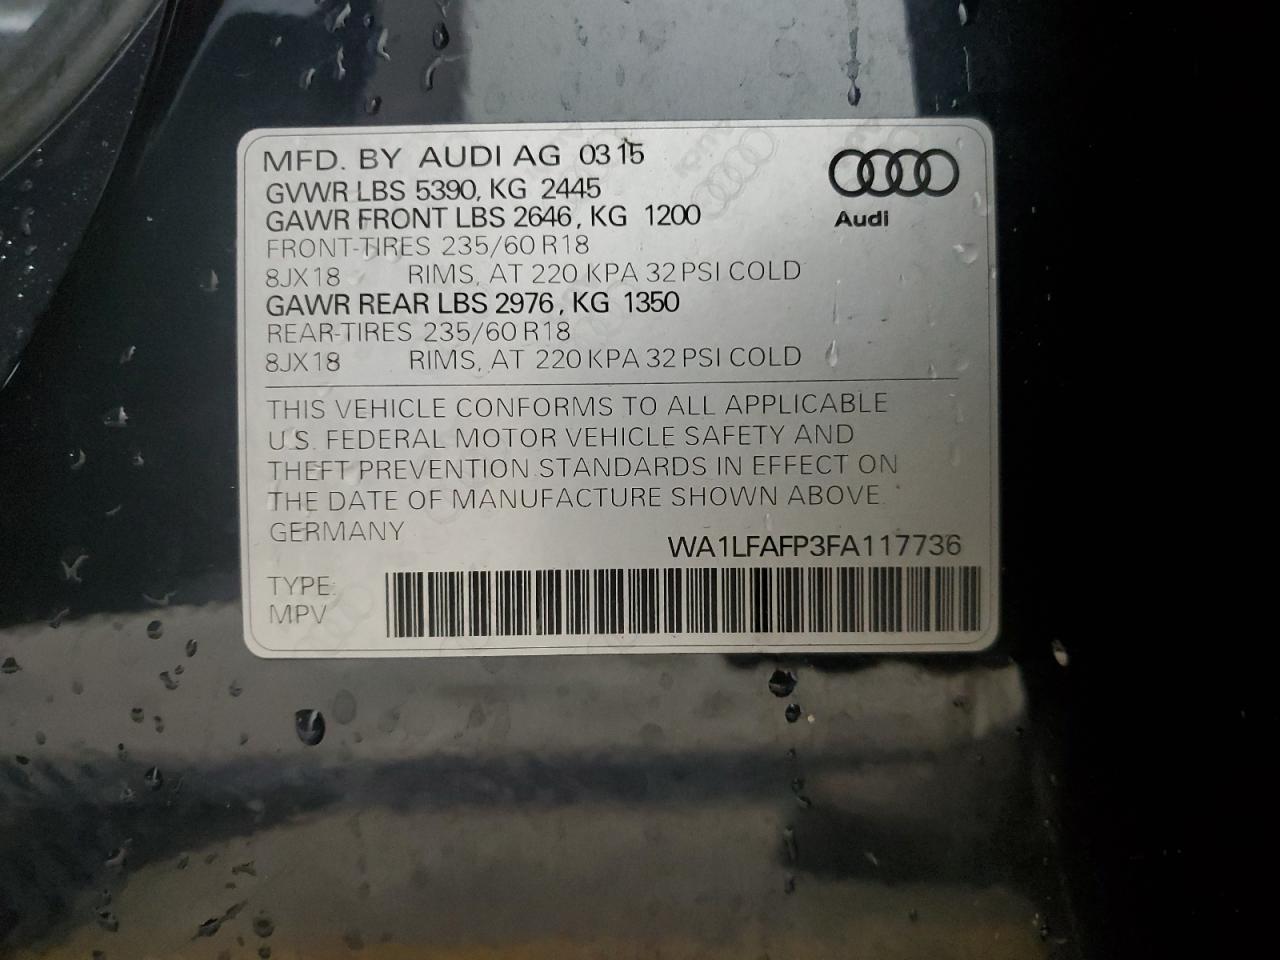 MFD. BY AUDI AG 03 15
GVWR LBS 5390, KG 2445
GAWR FRONT LBS 2646, KG 1200
FRONT-TIRES 235/60 R18
8JX18 RIMS, AT 220 KPA 32 PSI COLD
GAWR REAR LBS 2976, KG 1350
REAR-TIRES 235/60 R18
8JX18 RIMS, AT 220 KPA 32 PSI COLD
Audi
THIS VEHICLE CONFORMS TO ALL APPLICABLE
U.S. FEDERAL MOTOR VEHICLE SAFETY AND
THEFT PREVENTION STANDARDS IN EFFECT ON
THE DATE OF MANUFACTURE SHOWN ABOVE.
GERMANY
WA1LFAFP3FA117736
TYPE:
MPV